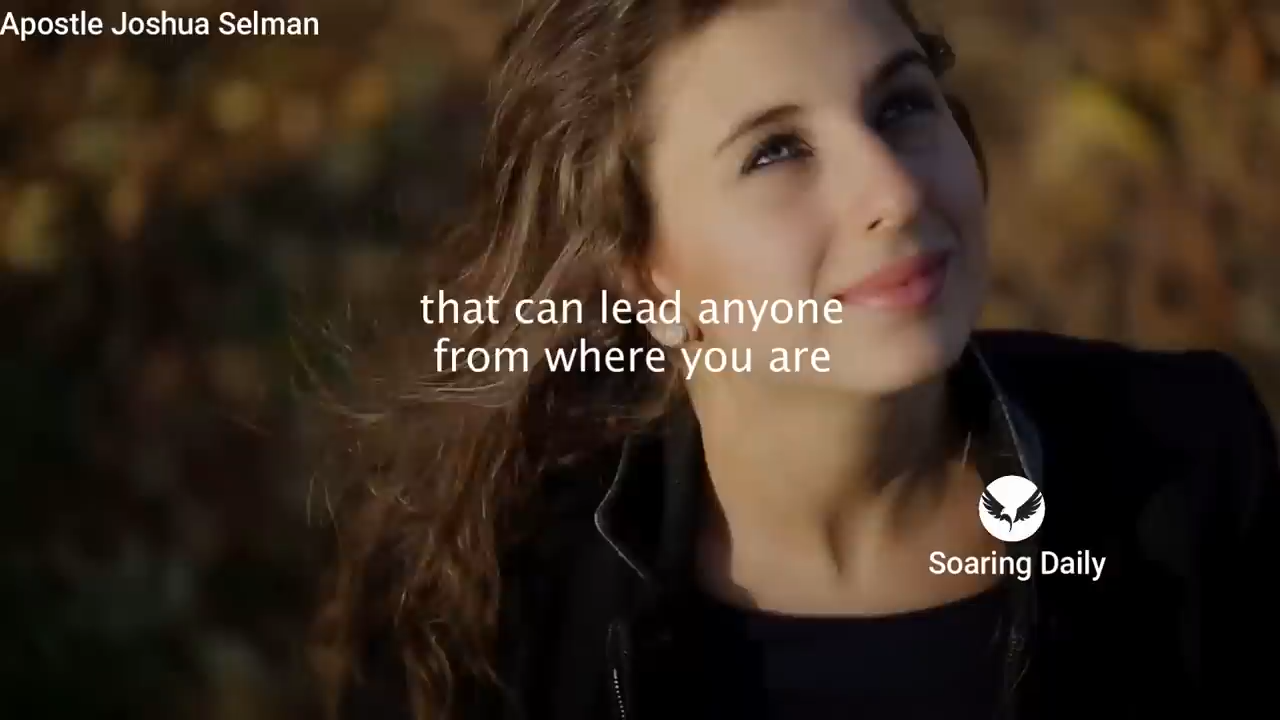 Apostle Joshua Selman
that can lead anyone
from where you are
Soaring Daily